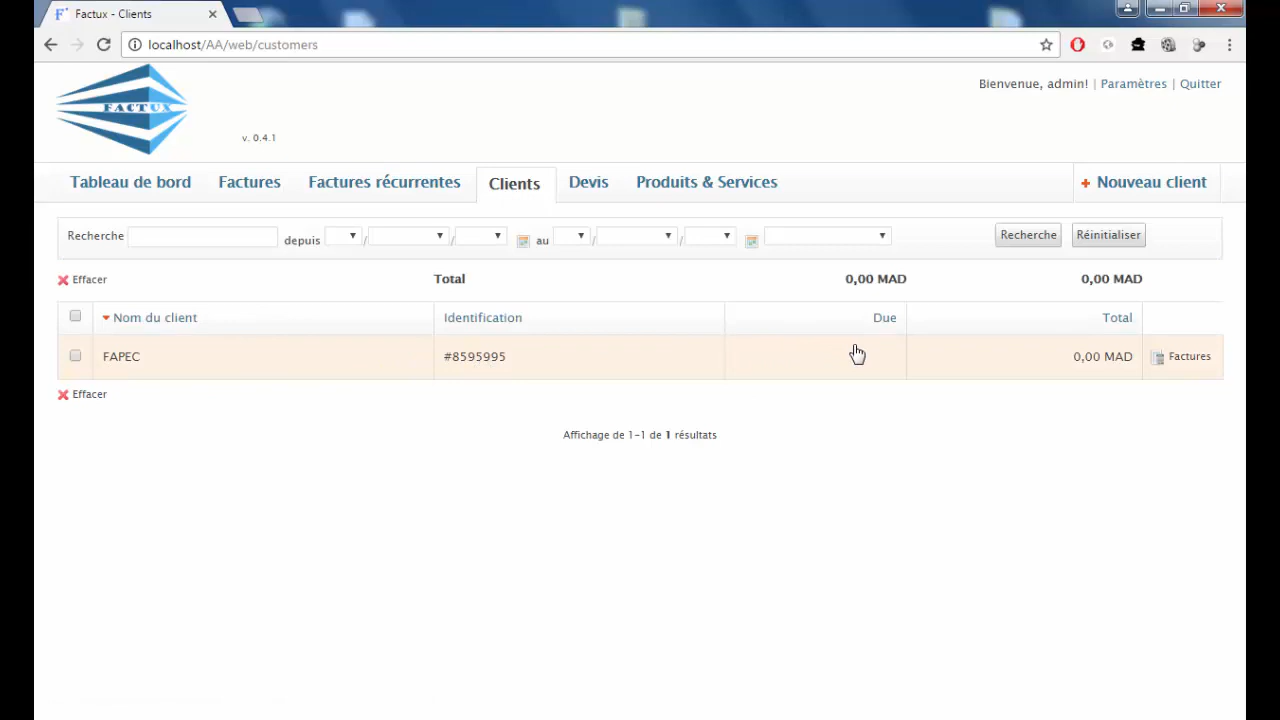 Factux - Clients
localhost/AA/web/customers
FACTUX
v. 0.4.1
Bienvenue, admin! | Paramètres | Quitter
Tableau de bord Factures Factures récurrentes Clients Devis Produits & Services + Nouveau client
Recherche depuis / / au / / Recherche Réinitialiser
Effacer Total 0,00 MAD 0,00 MAD
Nom du client Identification Due Total
FAPEC #8595995 0,00 MAD Factures
Effacer
Affichage de 1-1 de 1 résultats